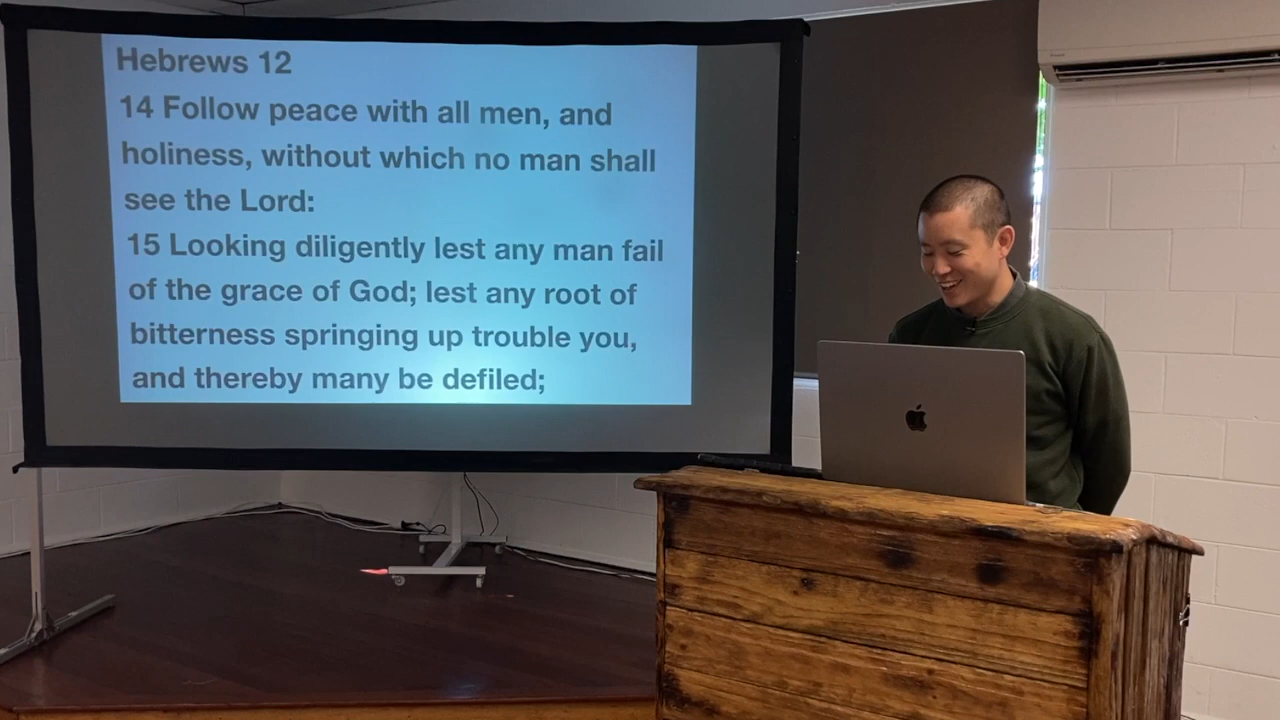 Hebrews 12
14 Follow peace with all men, and
holiness, without which no man shall
see the Lord:
15 Looking diligently lest any man fail
of the grace of God; lest any root of
bitterness springing up trouble you,
and thereby many be defiled;